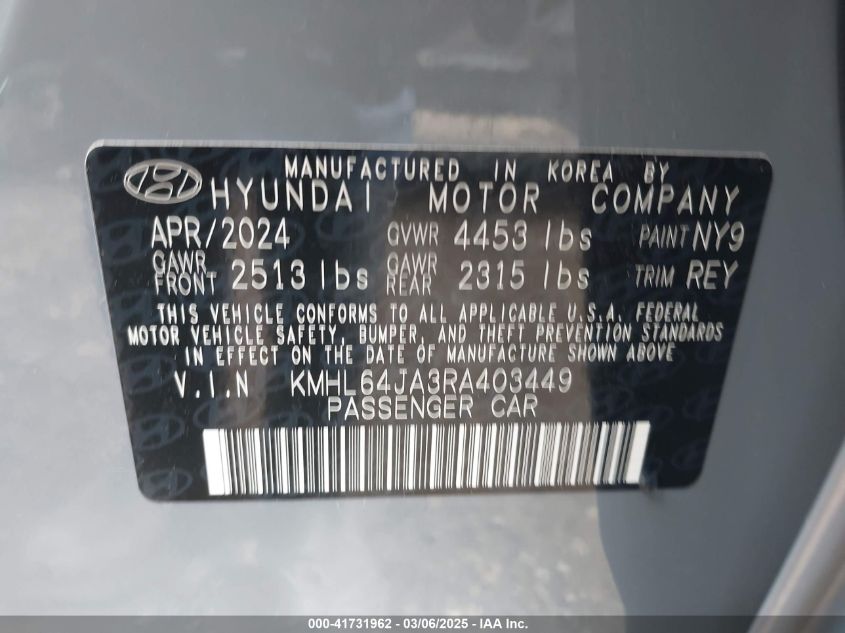 MANUFACTURED IN KOREA BY
HYUNDAI MOTOR COMPANY
APR/2024 GVWR 4453 lbs PAINT NY9
GAWR FRONT 2513 lbs GAWR REAR 2315 lbs TRIM REY
THIS VEHICLE CONFORMS TO ALL APPLICABLE U.S.A. FEDERAL
MOTOR VEHICLE SAFETY, BUMPER, AND THEFT PREVENTION STANDARDS
IN EFFECT ON THE DATE OF MANUFACTURE SHOWN ABOVE
V.I.N KMHL64JA3RA403449
PASSENGER CAR
000-41731962 - 03/06/2025 - IAA Inc.